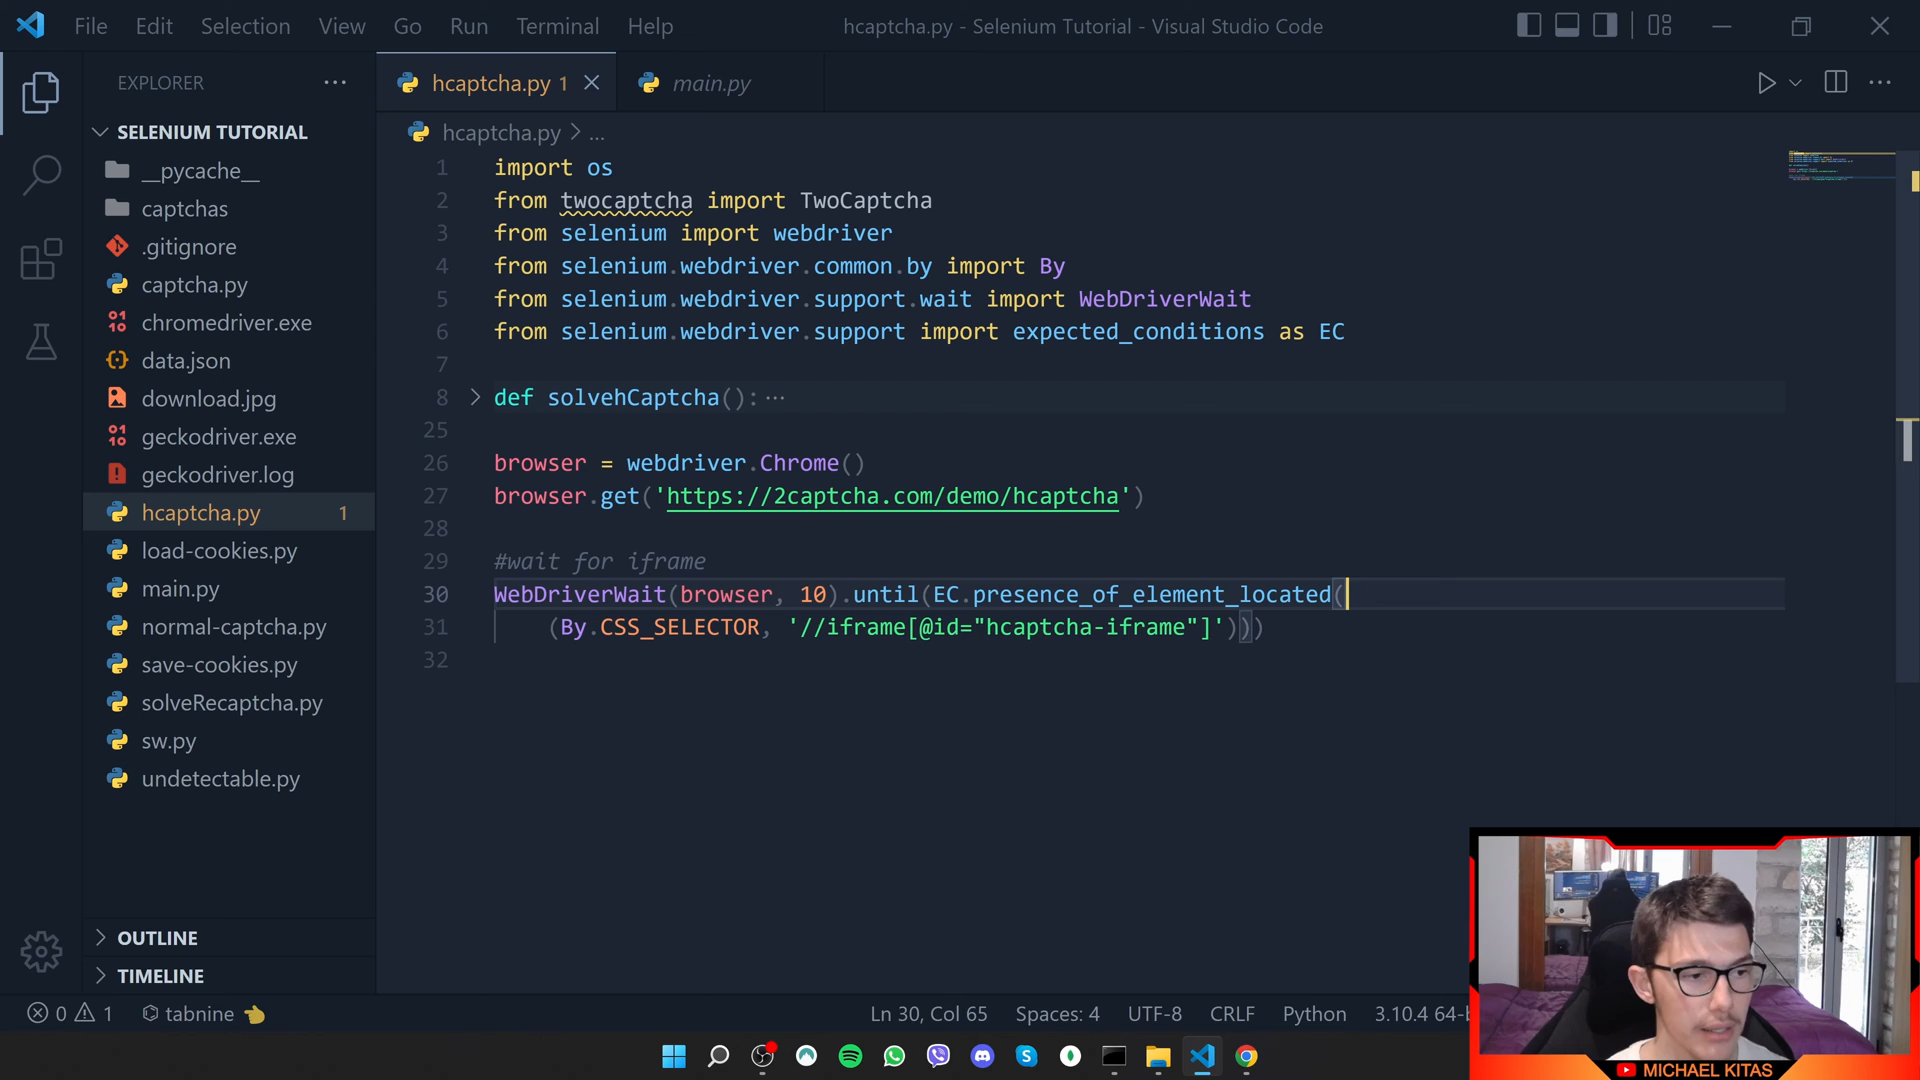 File Edit Selection View Go Run Terminal Help
hcaptcha.py - Selenium Tutorial - Visual Studio Code
EXPLORER
SELENIUM TUTORIAL
__pycache__
captchas
.gitignore
captcha.py
chromedriver.exe
data.json
download.jpg
geckodriver.exe
geckodriver.log
hcaptcha.py 1
load-cookies.py
main.py
normal-captcha.py
save-cookies.py
solveRecaptcha.py
sw.py
undetectable.py
OUTLINE
TIMELINE
hcaptcha.py 1
main.py
hcaptcha.py > ...
1 import os
2 from twocaptcha import TwoCaptcha
3 from selenium import webdriver
4 from selenium.webdriver.common.by import By
5 from selenium.webdriver.support.wait import WebDriverWait
6 from selenium.webdriver.support import expected_conditions as EC
7
8 def solvehCaptcha():...
25
26 browser = webdriver.Chrome()
27 browser.get('https://2captcha.com/demo/hcaptcha')
28
29 #wait for iframe
30 WebDriverWait(browser, 10).until(EC.presence_of_element_located(
31 (By.CSS_SELECTOR, '//iframe[@id="hcaptcha-iframe"]')))
32
0 1 tabnine
Ln 30, Col 65 Spaces: 4 UTF-8 CRLF Python 3.10.4 64-b
MICHAEL KITAS